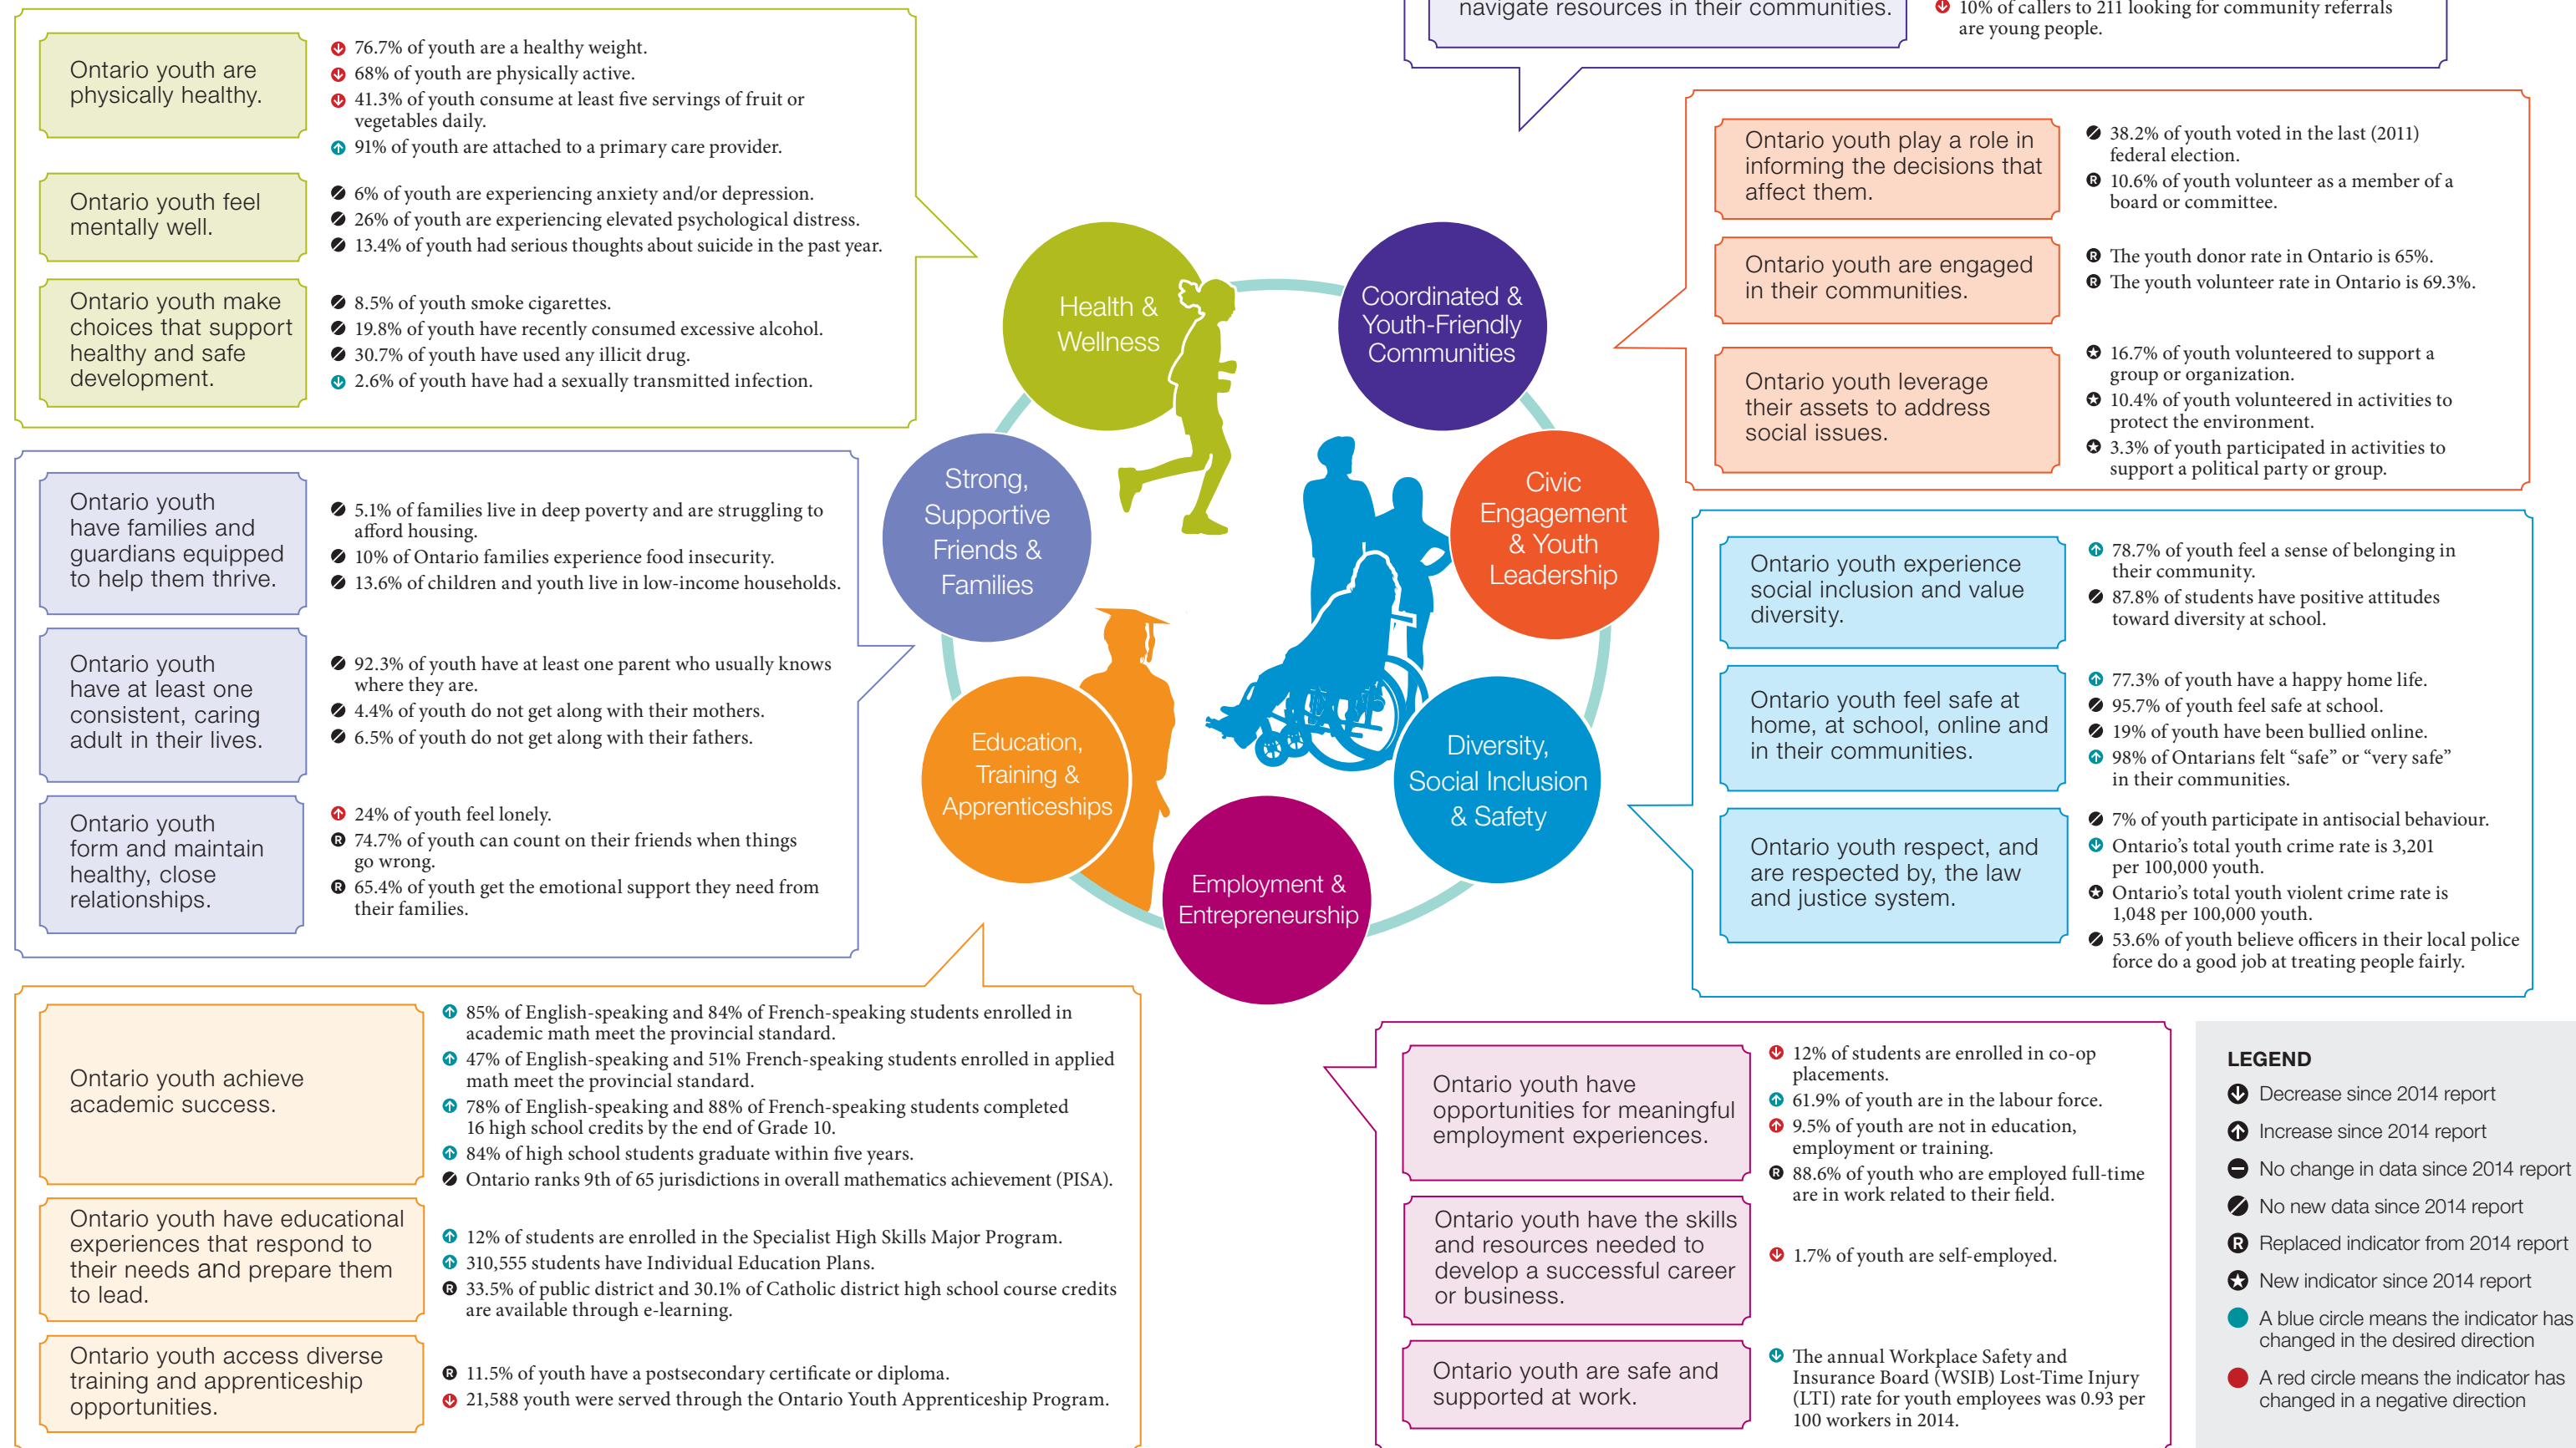 navigate resources in their communities.
10% of callers to 211 looking for community referrals
are young people.
Ontario youth are
physically healthy.
76.7% of youth are a healthy weight.
68% of youth are physically active.
41.3% of youth consume at least five servings of fruit or
vegetables daily.
91% of youth are attached to a primary care provider.
Ontario youth feel
mentally well.
6% of youth are experiencing anxiety and/or depression.
26% of youth are experiencing elevated psychological distress.
13.4% of youth had serious thoughts about suicide in the past year.
Ontario youth make
choices that support
healthy and safe
development.
8.5% of youth smoke cigarettes.
19.8% of youth have recently consumed excessive alcohol.
30.7% of youth have used any illicit drug.
2.6% of youth have had a sexually transmitted infection.
Ontario youth
have families and
guardians equipped
to help them thrive.
5.1% of families live in deep poverty and are struggling to
afford housing.
10% of Ontario families experience food insecurity.
13.6% of children and youth live in low-income households.
Ontario youth
have at least one
consistent, caring
adult in their lives.
92.3% of youth have at least one parent who usually knows
where they are.
4.4% of youth do not get along with their mothers.
6.5% of youth do not get along with their fathers.
Ontario youth
form and maintain
healthy, close
relationships.
24% of youth feel lonely.
R 74.7% of youth can count on their friends when things
go wrong.
R 65.4% of youth get the emotional support they need from
their families.
Ontario youth achieve
academic success.
85% of English-speaking and 84% of French-speaking students enrolled in
academic math meet the provincial standard.
47% of English-speaking and 51% French-speaking students enrolled in applied
math meet the provincial standard.
78% of English-speaking and 88% of French-speaking students completed
16 high school credits by the end of Grade 10.
84% of high school students graduate within five years.
Ontario ranks 9th of 65 jurisdictions in overall mathematics achievement (PISA).
Ontario youth have educational
experiences that respond to
their needs and prepare them
to lead.
12% of students are enrolled in the Specialist High Skills Major Program.
310,555 students have Individual Education Plans.
R 33.5% of public district and 30.1% of Catholic district high school course credits
are available through e-learning.
Ontario youth access diverse
training and apprenticeship
opportunities.
R 11.5% of youth have a postsecondary certificate or diploma.
21,588 youth were served through the Ontario Youth Apprenticeship Program.
Health &
Wellness
Coordinated &
Youth-Friendly
Communities
Strong,
Supportive
Friends &
Families
Civic
Engagement
& Youth
Leadership
Education,
Training &
Apprenticeships
Diversity,
Social Inclusion
& Safety
Employment &
Entrepreneurship
Ontario youth play a role in
informing the decisions that
affect them.
38.2% of youth voted in the last (2011)
federal election.
R 10.6% of youth volunteer as a member of a
board or committee.
Ontario youth are engaged
in their communities.
R The youth donor rate in Ontario is 65%.
R The youth volunteer rate in Ontario is 69.3%.
Ontario youth leverage
their assets to address
social issues.
16.7% of youth volunteered to support a
group or organization.
10.4% of youth volunteered in activities to
protect the environment.
3.3% of youth participated in activities to
support a political party or group.
Ontario youth experience
social inclusion and value
diversity.
78.7% of youth feel a sense of belonging in
their community.
87.8% of students have positive attitudes
toward diversity at school.
Ontario youth feel safe at
home, at school, online and
in their communities.
77.3% of youth have a happy home life.
95.7% of youth feel safe at school.
19% of youth have been bullied online.
98% of Ontarians felt “safe” or “very safe”
in their communities.
Ontario youth respect, and
are respected by, the law
and justice system.
7% of youth participate in antisocial behaviour.
Ontario’s total youth crime rate is 3,201
per 100,000 youth.
Ontario’s total youth violent crime rate is
1,048 per 100,000 youth.
53.6% of youth believe officers in their local police
force do a good job at treating people fairly.
Ontario youth have
opportunities for meaningful
employment experiences.
12% of students are enrolled in co-op
placements.
61.9% of youth are in the labour force.
9.5% of youth are not in education,
employment or training.
R 88.6% of youth who are employed full-time
are in work related to their field.
Ontario youth have the skills
and resources needed to
develop a successful career
or business.
1.7% of youth are self-employed.
Ontario youth are safe and
supported at work.
The annual Workplace Safety and
Insurance Board (WSIB) Lost-Time Injury
(LTI) rate for youth employees was 0.93 per
100 workers in 2014.
LEGEND
Decrease since 2014 report
Increase since 2014 report
No change in data since 2014 report
No new data since 2014 report
R Replaced indicator from 2014 report
New indicator since 2014 report
A blue circle means the indicator has
changed in the desired direction
A red circle means the indicator has
changed in a negative direction